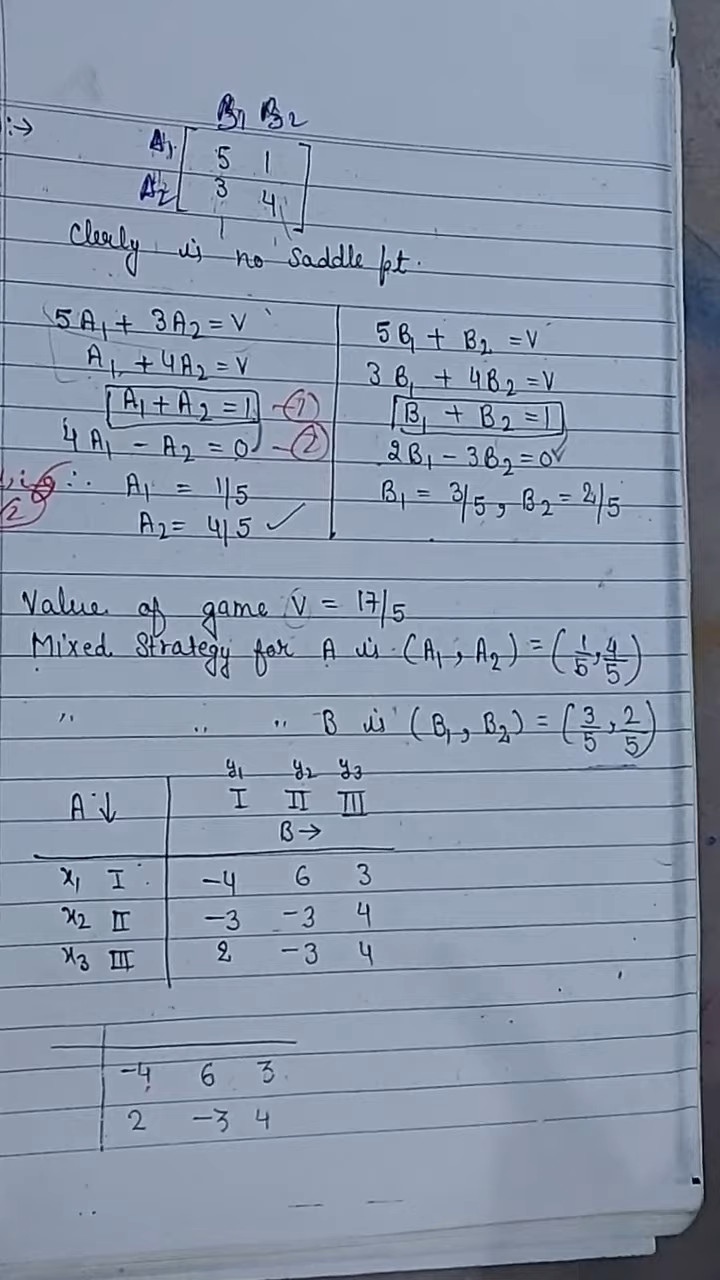 :→ B₁ B₂
A₁ 5 1
A₂ 3 4
Clearly, is no saddle pt.
5A₁ + 3A₂ = V
A₁ + 4A₂ = V
A₁ + A₂ = 1 —①
4A₁ − A₂ = 0 —②
∴ A₁ = 1/5
A₂ = 4/5 ✓
5B₁ + B₂ = V
3B₁ + 4B₂ = V
B₁ + B₂ = 1
2B₁ − 3B₂ = 0
B₁ = 3/5, B₂ = 2/5
Value of game V = 17/5
Mixed Strategy for A is (A₁, A₂) = (1/5, 4/5)
" " " B is (B₁, B₂) = (3/5, 2/5)
y₁ y₂ y₃
A↓ I II III
B→
x₁ I -4 6 3
x₂ II -3 -3 4
x₃ III 2 -3 4
-4 6 3
2 -3 4